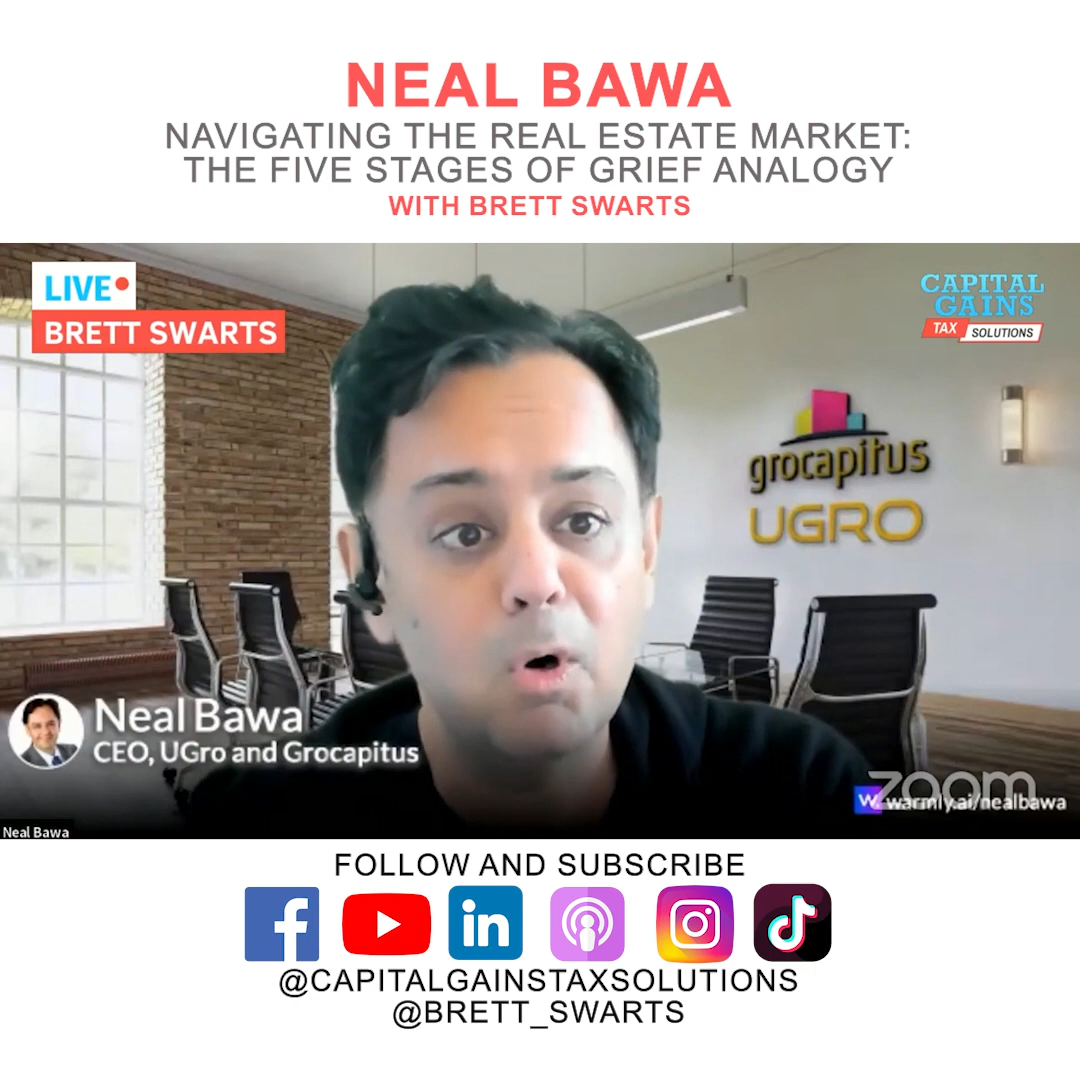 NEAL BAWA
NAVIGATING THE REAL ESTATE MARKET:
THE FIVE STAGES OF GRIEF ANALOGY
WITH BRETT SWARTS
LIVE
BRETT SWARTS
CAPITAL
GAINS
TAX SOLUTIONS
grocapitus
UGRO
Neal Bawa
CEO, UGro and Grocapitus
zoom
W. warmly.ai/nealbawa
Neal Bawa
FOLLOW AND SUBSCRIBE
in
@CAPITALGAINSTAXSOLUTIONS
@BRETT_SWARTS